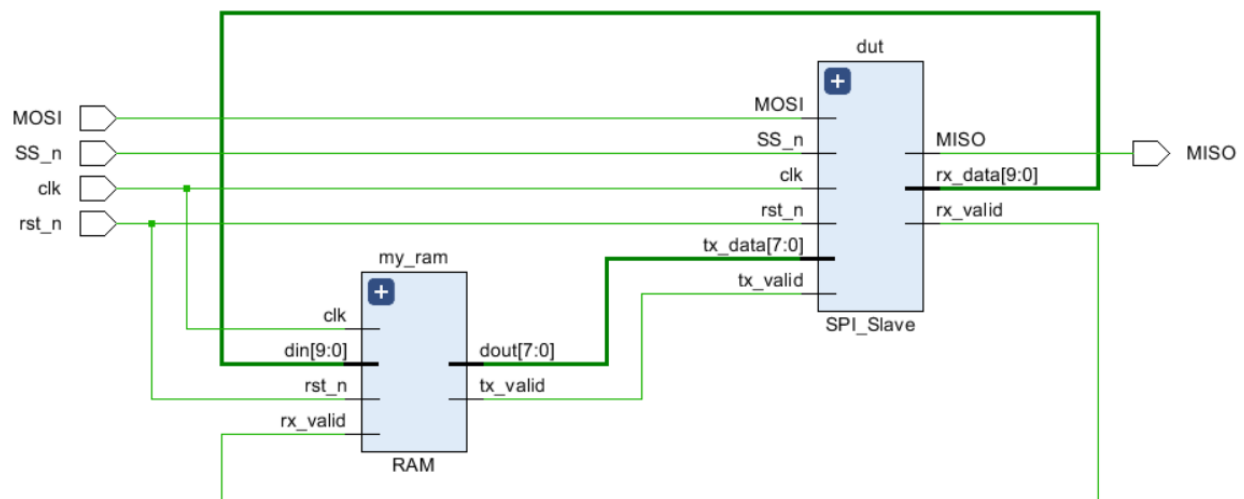 dut
MOSI
SS_n
clk
rst_n
MOSI
SS_n
clk
rst_n
tx_data[7:0]
tx_valid
MISO
rx_data[9:0]
rx_valid
MISO
SPI_Slave
my_ram
clk
din[9:0]
rst_n
rx_valid
dout[7:0]
tx_valid
RAM